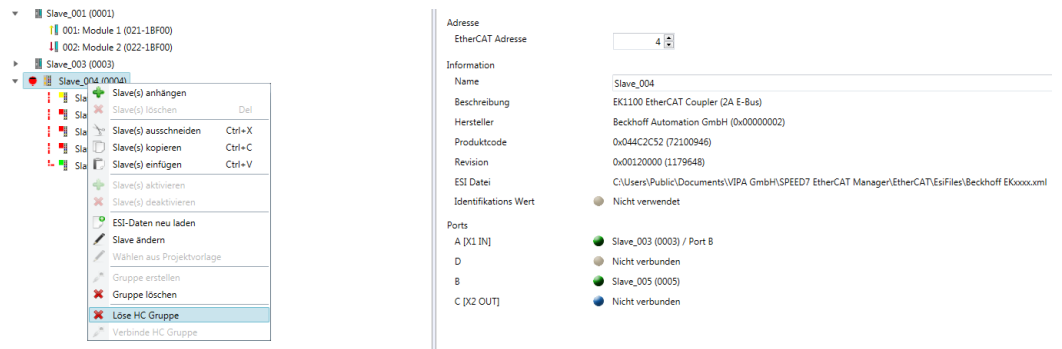 Slave_001 (0001)
001: Module 1 (021-1BF00)
002: Module 2 (022-1BF00)
Slave_003 (0003)
Slave_004 (0004)
Sla
Sla
Sla
Sla
Sla
Slave(s) anhängen
Slave(s) löschen Del
Slave(s) ausschneiden Ctrl+X
Slave(s) kopieren Ctrl+C
Slave(s) einfügen Ctrl+V
Slave(s) aktivieren
Slave(s) deaktivieren
ESI-Daten neu laden
Slave ändern
Wählen aus Projektvorlage
Gruppe erstellen
Gruppe löschen
Löse HC Gruppe
Verbinde HC Gruppe
Adresse
EtherCAT Adresse 4
Information
Name Slave_004
Beschreibung EK1100 EtherCAT Coupler (2A E-Bus)
Hersteller Beckhoff Automation GmbH (0x00000002)
Produktcode 0x044C2C52 (72100946)
Revision 0x00120000 (1179648)
ESI Datei C:\Users\Public\Documents\VIPA GmbH\SPEED7 EtherCAT Manager\EtherCAT\EsiFiles\Beckhoff EKxxxx.xml
Identifikations Wert Nicht verwendet
Ports
A [X1 IN] Slave_003 (0003) / Port B
D Nicht verbunden
B Slave_005 (0005)
C [X2 OUT] Nicht verbunden